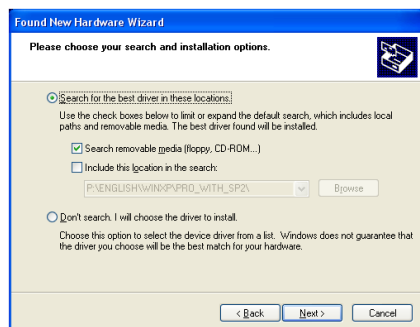 Found New Hardware Wizard
Please choose your search and installation options.
Search for the best driver in these locations.
Use the check boxes below to limit or expand the default search, which includes local
paths and removable media. The best driver found will be installed.
Search removable media (floppy, CD-ROM...)
Include this location in the search:
P:\ENGLISH\WINXP\PRO_WITH_SP2\
Browse
Don't search. I will choose the driver to install.
Choose this option to select the device driver from a list. Windows does not guarantee that
the driver you choose will be the best match for your hardware.
< Back
Next >
Cancel